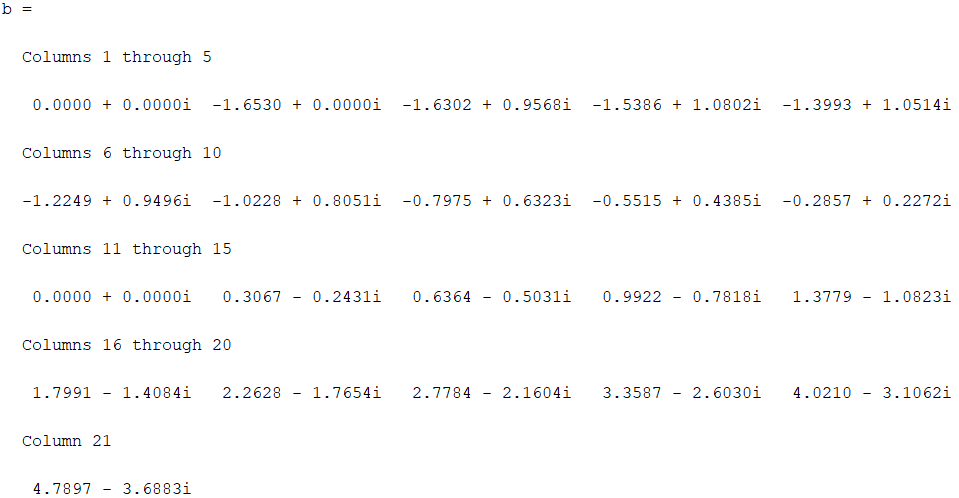 b =
Columns 1 through 5
0.0000 + 0.0000i  -1.6530 + 0.0000i  -1.6302 + 0.9568i  -1.5386 + 1.0802i  -1.3993 + 1.0514i
Columns 6 through 10
-1.2249 + 0.9496i  -1.0228 + 0.8051i  -0.7975 + 0.6323i  -0.5515 + 0.4385i  -0.2857 + 0.2272i
Columns 11 through 15
0.0000 + 0.0000i   0.3067 - 0.2431i   0.6364 - 0.5031i   0.9922 - 0.7818i   1.3779 - 1.0823i
Columns 16 through 20
1.7991 - 1.4084i   2.2628 - 1.7654i   2.7784 - 2.1604i   3.3587 - 2.6030i   4.0210 - 3.1062i
Column 21
4.7897 - 3.6883i